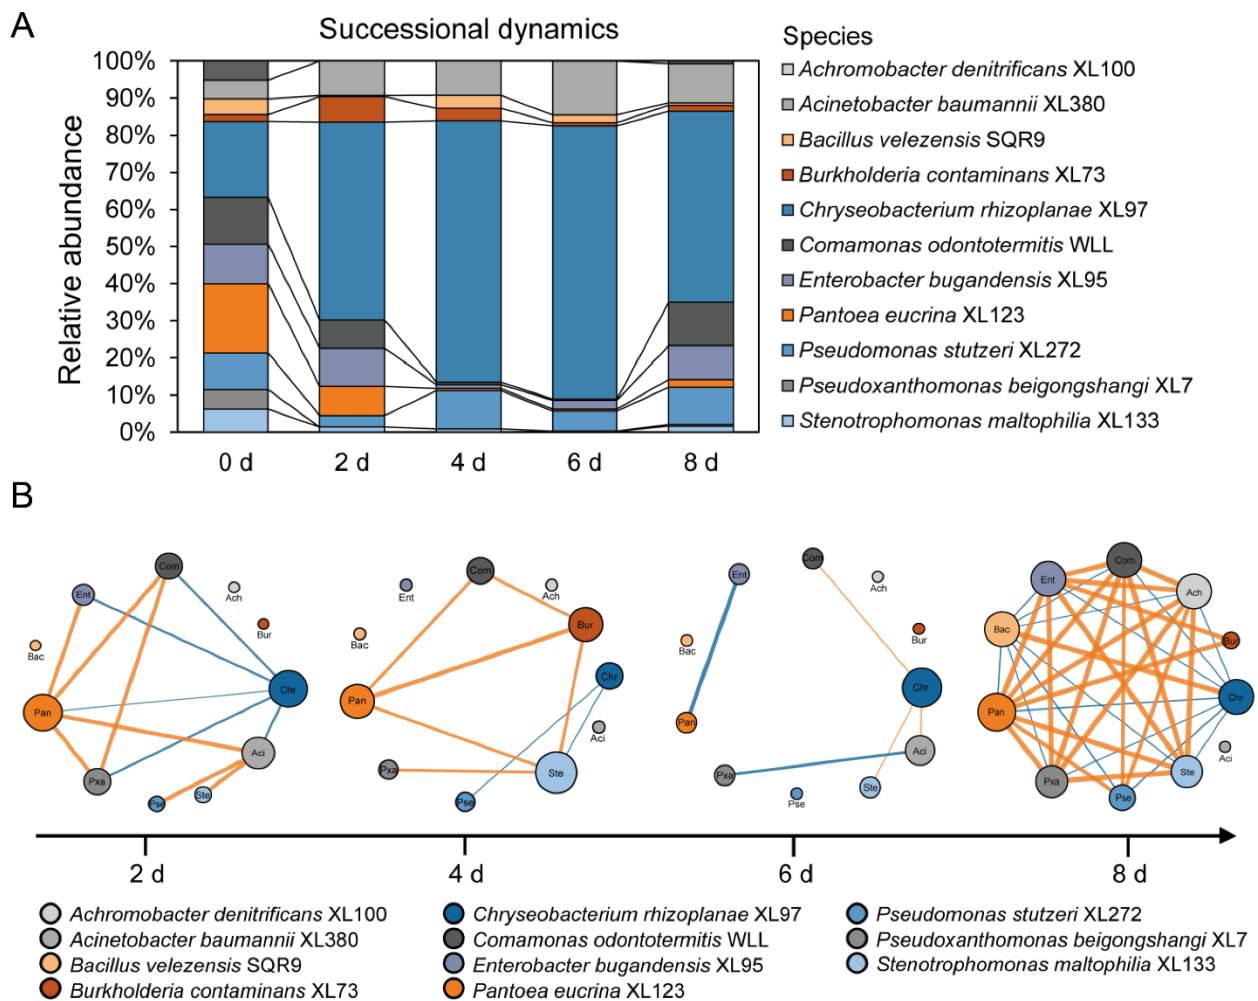 A
Successional dynamics
Relative abundance
100%
90%
80%
70%
60%
50%
40%
30%
20%
10%
0%
0 d 2 d 4 d 6 d 8 d
Species
Achromobacter denitrificans XL100
Acinetobacter baumannii XL380
Bacillus velezensis SQR9
Burkholderia contaminans XL73
Chryseobacterium rhizoplanae XL97
Comamonas odontotermitis WLL
Enterobacter bugandensis XL95
Pantoea eucrina XL123
Pseudomonas stutzeri XL272
Pseudoxanthomonas beigongshangi XL7
Stenotrophomonas maltophilia XL133
B
Com
Ent
Ach
Bur
Bac
Chr
Pan
Aci
Pxa
Pse
Ste
Com
Ent
Ach
Bur
Bac
Chr
Pan
Aci
Pxa
Ste
Pse
Com
Ent
Ach
Bur
Bac
Chr
Pan
Aci
Pxa
Ste
Pse
Com
Ent
Ach
Bac
Bur
Chr
Pan
Aci
Ste
Pxa
Pse
2 d 4 d 6 d 8 d
Achromobacter denitrificans XL100
Acinetobacter baumannii XL380
Bacillus velezensis SQR9
Burkholderia contaminans XL73
Chryseobacterium rhizoplanae XL97
Comamonas odontotermitis WLL
Enterobacter bugandensis XL95
Pantoea eucrina XL123
Pseudomonas stutzeri XL272
Pseudoxanthomonas beigongshangi XL7
Stenotrophomonas maltophilia XL133